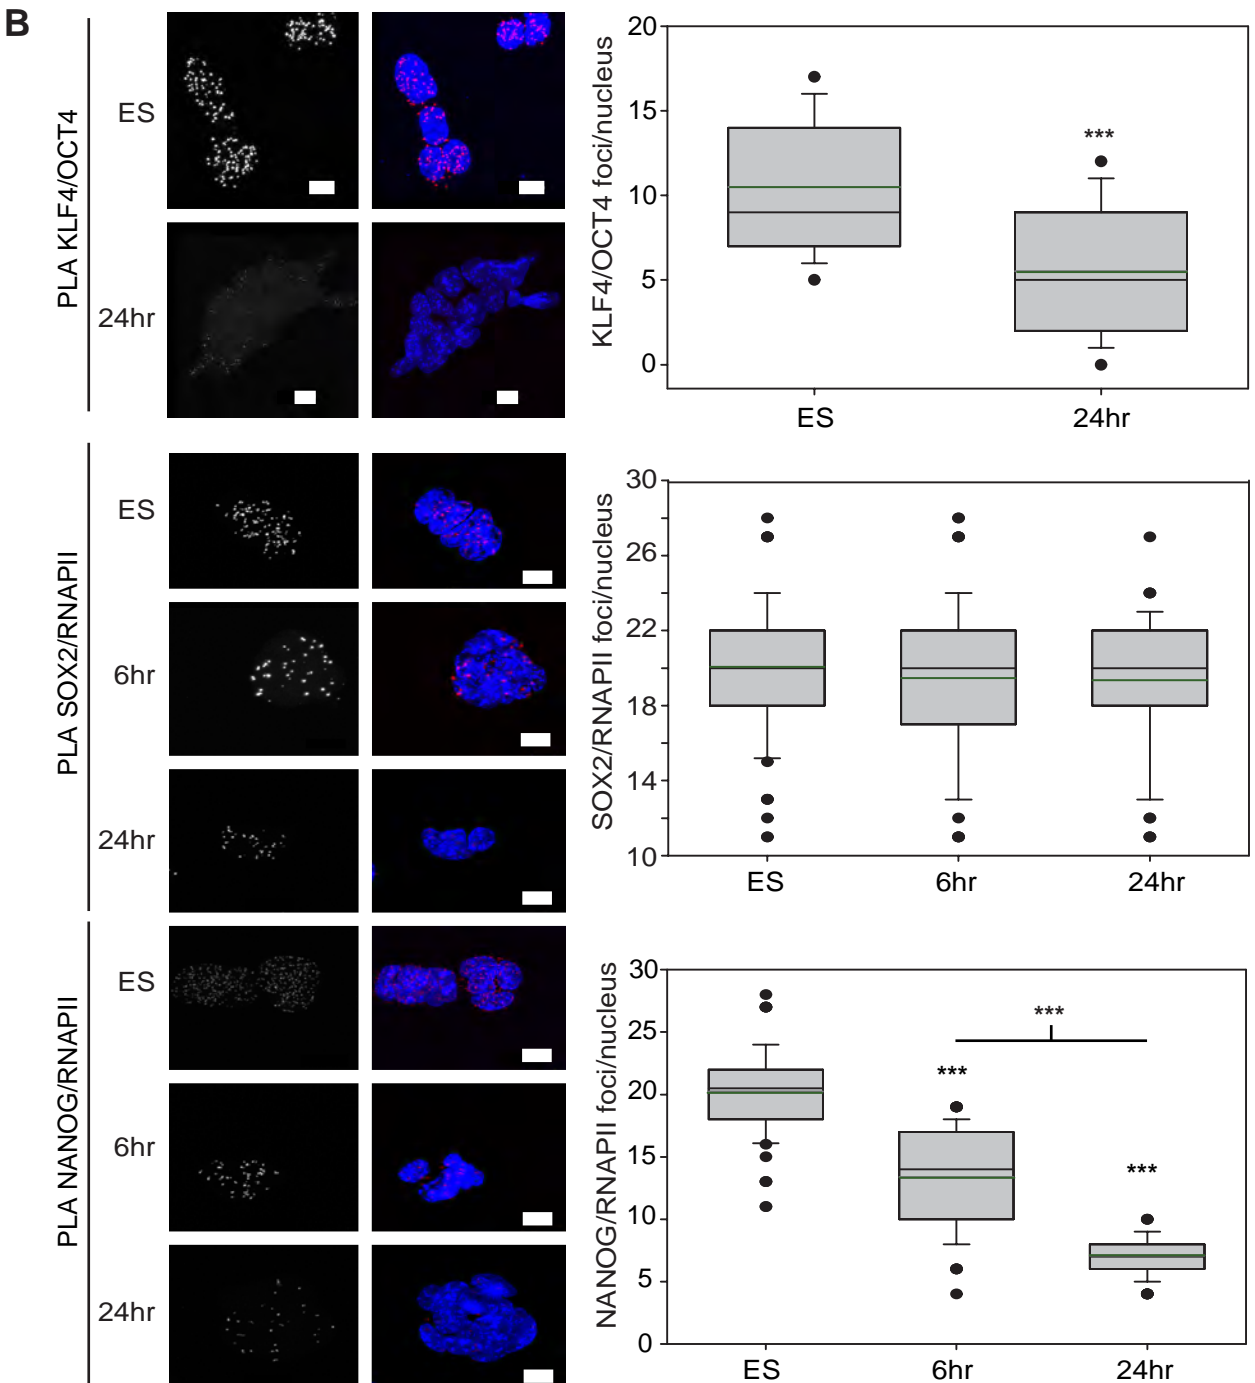 B
PLA KLF4/OCT4
ES
24hr
KLF4/OCT4 foci/nucleus
20
15
10
5
0
***
ES
24hr
PLA SOX2/RNAPII
ES
6hr
24hr
SOX2/RNAPII foci/nucleus
30
26
22
18
14
10
ES
6hr
24hr
PLA NANOG/RNAPII
ES
6hr
24hr
NANOG/RNAPII foci/nucleus
30
25
20
15
10
5
0
***
***
***
ES
6hr
24hr